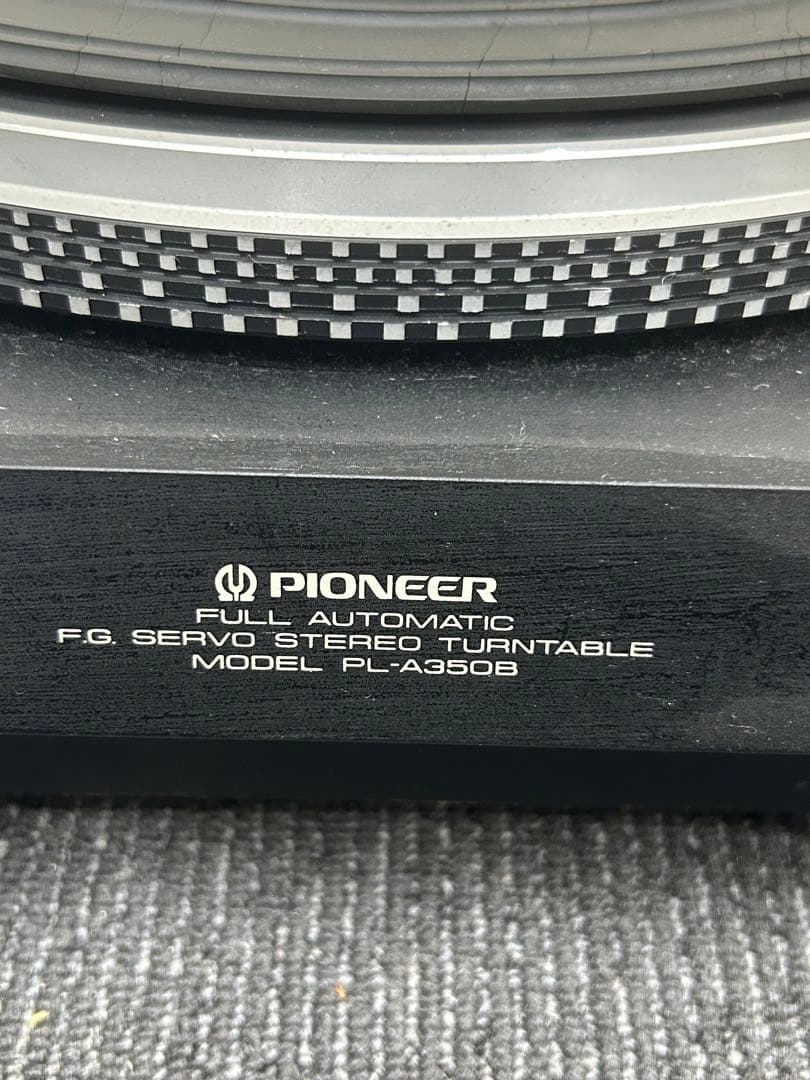 PIONEER
FULL AUTOMATIC
F.G. SERVO STEREO TURNTABLE
MODEL PL-A350B